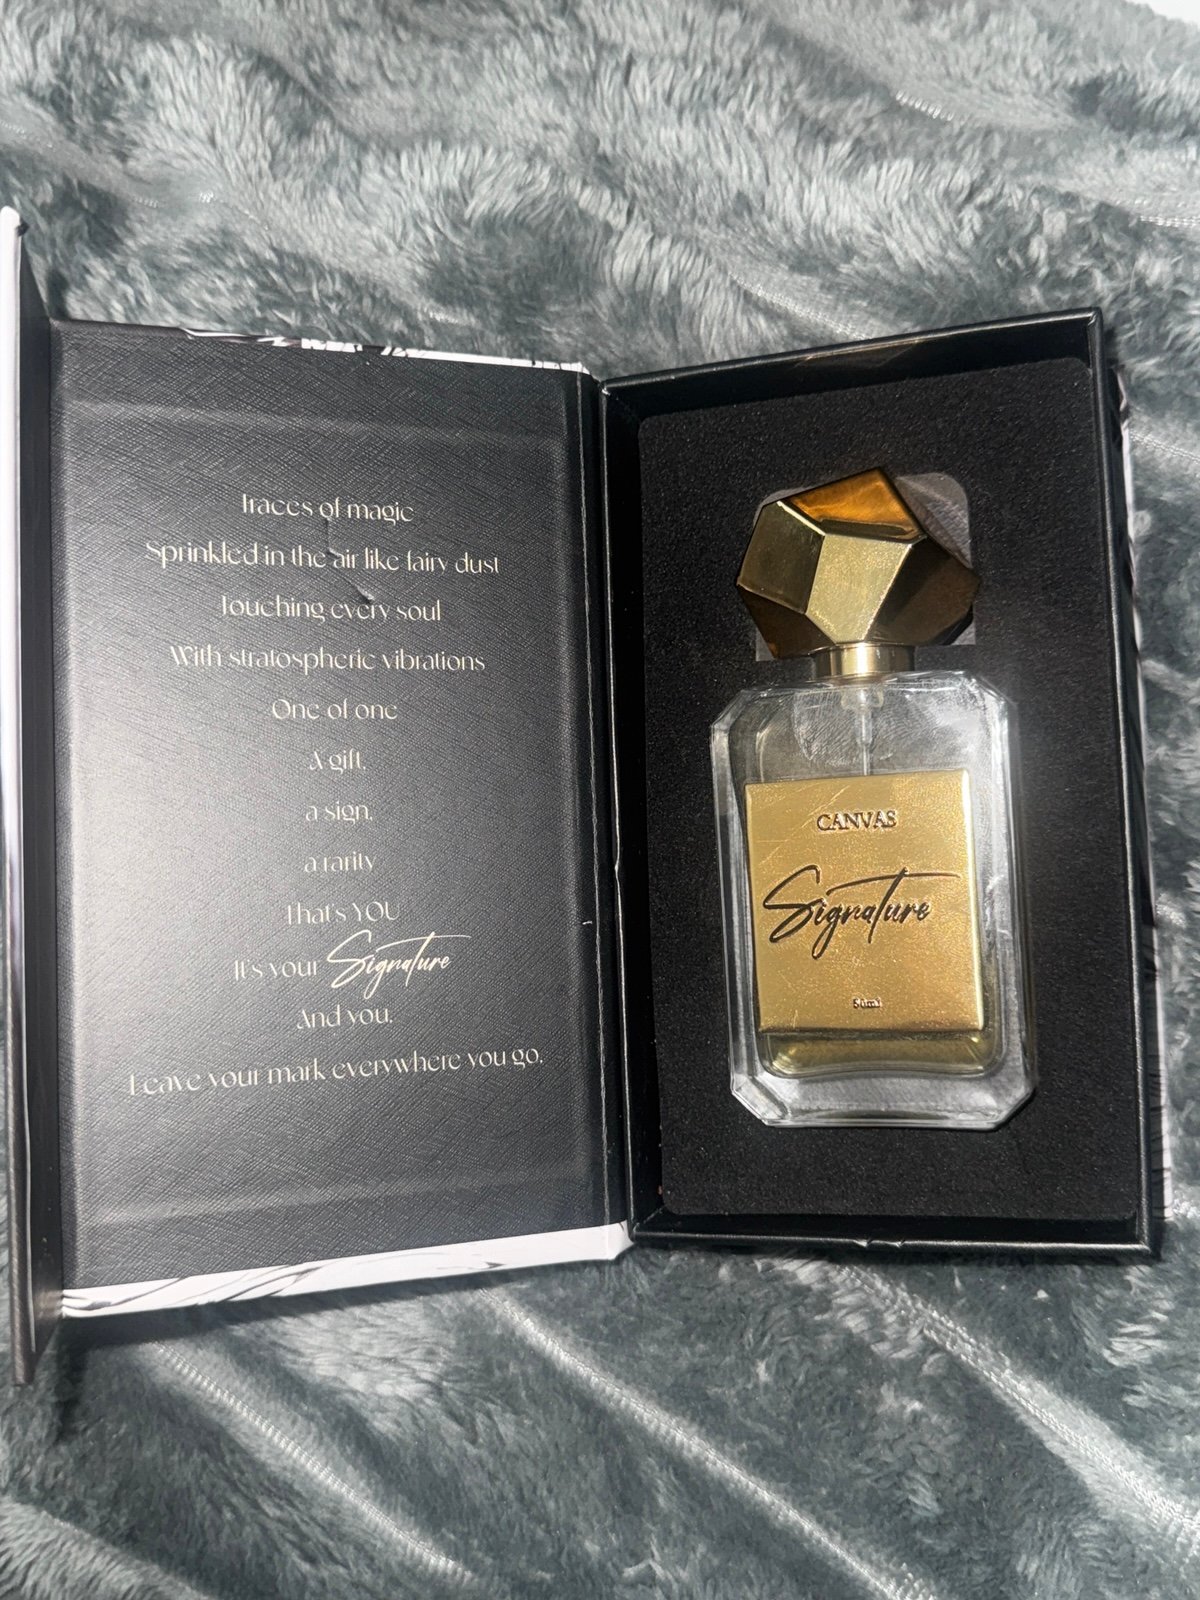 Traces of magic
Sprinkled in the air like fairy dust
Touching every soul
With stratospheric vibrations
One of one
A gift,
a sign,
a rarity
That's YOU
It's your Signature
And you,
Leave your mark everywhere you go.
CANVAS
Signature
50ml